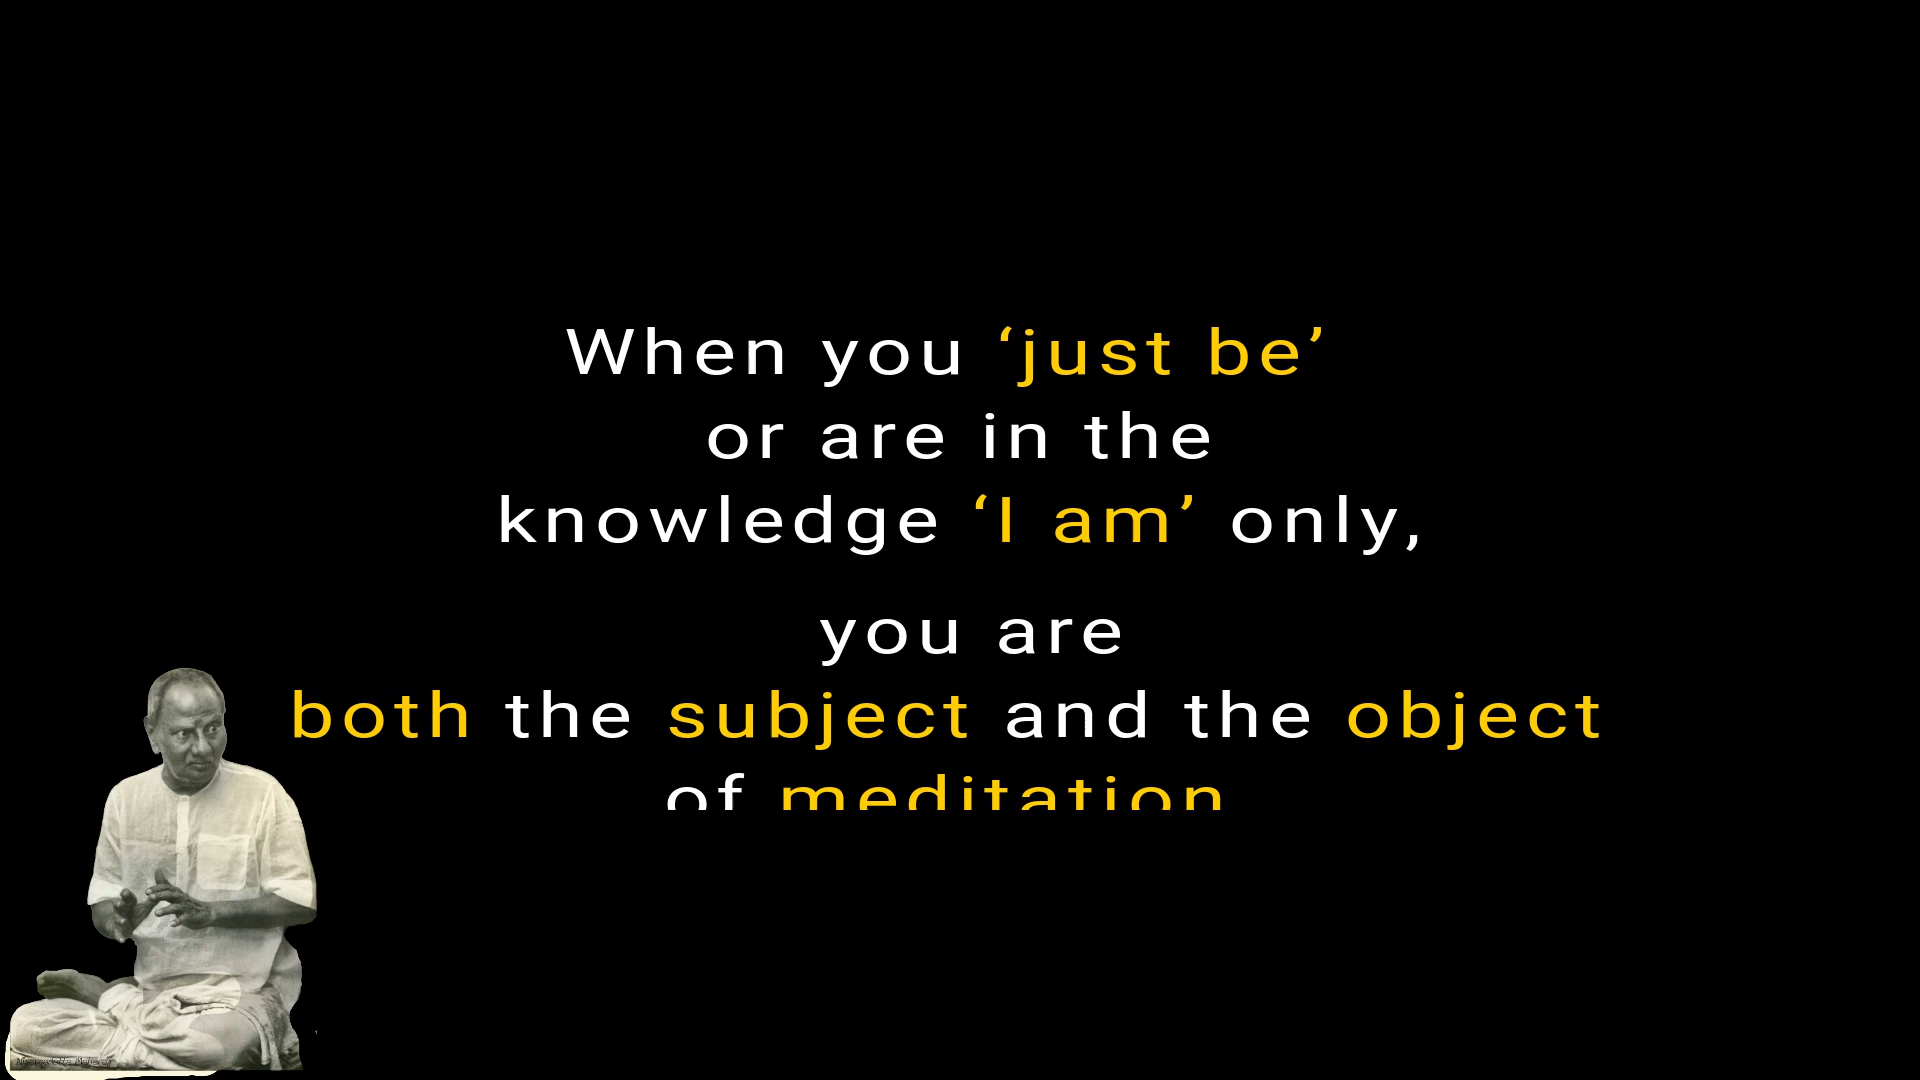 When you ‘just be’
or are in the
knowledge ‘I am’ only,
you are
both the subject and the object
of meditation